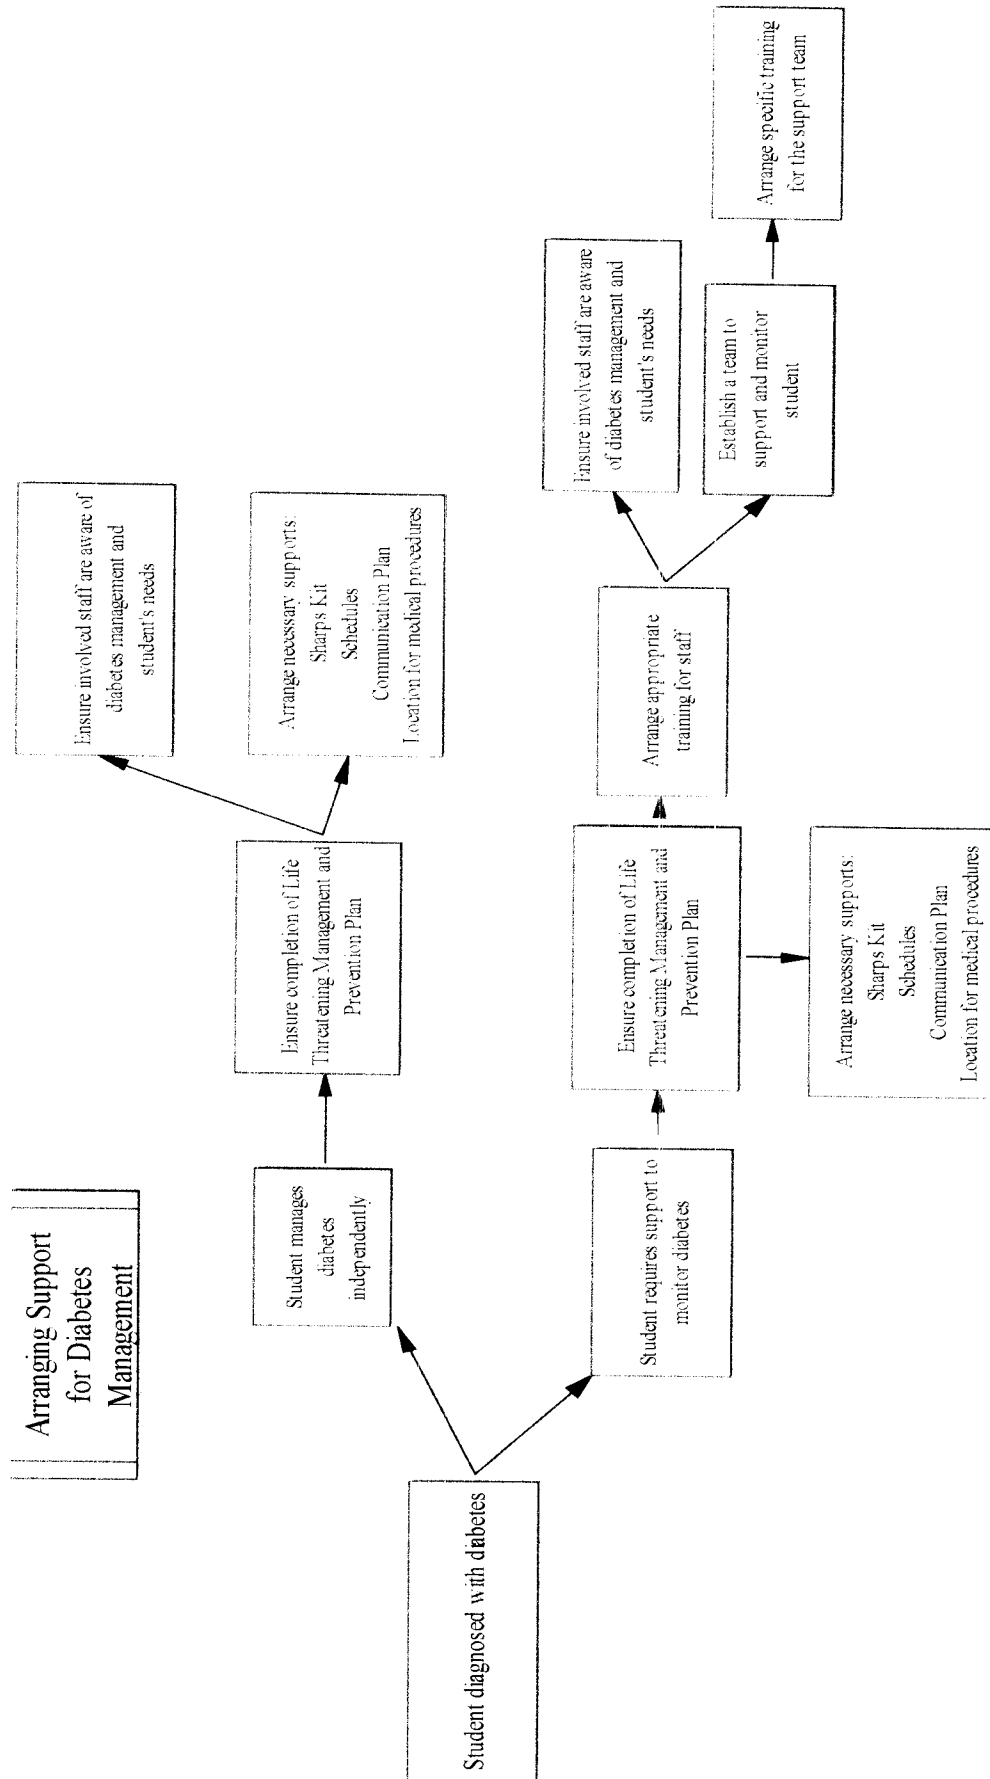 Arranging Support
for Diabetes
Management
Student diagnosed with diabetes
Student manages
diabetes
independently
Ensure completion of Life
Threatening Management and
Prevention Plan
Ensure involved staff are aware of
diabetes management and
student's needs
Arrange necessary supports:
Sharps Kit
Schedules
Communication Plan
Location for medical procedures
Student requires support to
monitor diabetes
Ensure completion of Life
Threatening Management and
Prevention Plan
Arrange necessary supports:
Sharps Kit
Schedules
Communication Plan
Location for medical procedures
Arrange appropriate
training for staff
Ensure involved staff are aware
of diabetes management and
student's needs
Establish a team to
support and monitor
student
Arrange specific training
for the support team